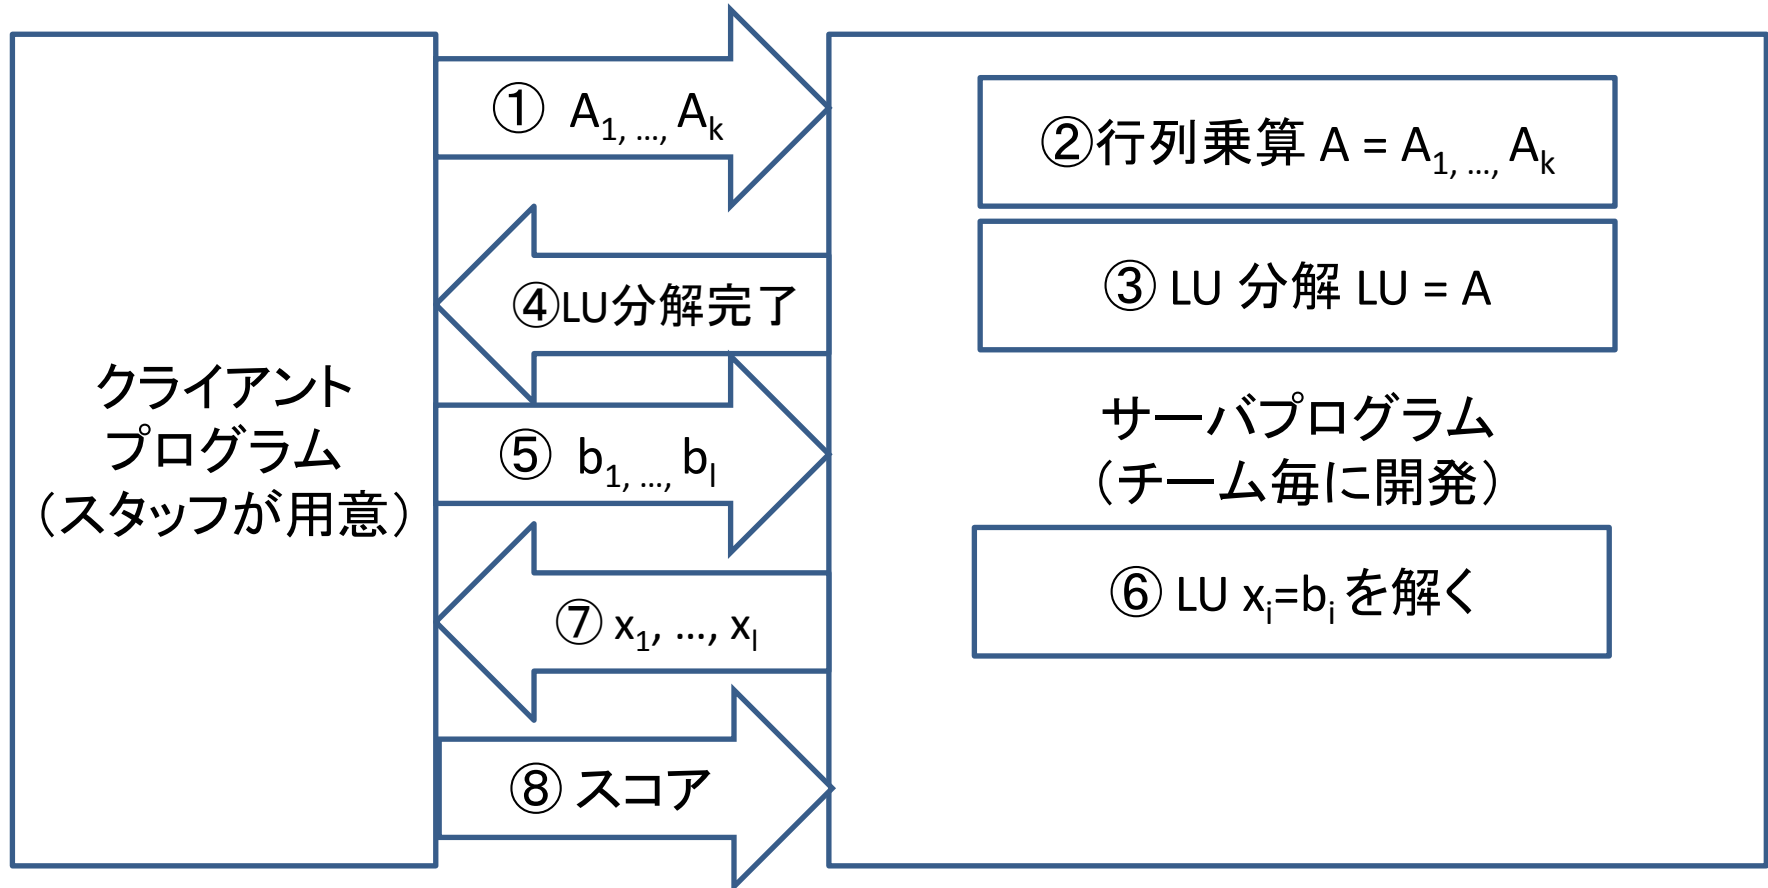 ① A1, …, Ak
②行列乗算 A = A1, …, Ak
③ LU 分解 LU = A
④LU分解完了
クライアント
プログラム
（スタッフが用意）
サーバプログラム
（チーム毎に開発）
⑤ b1, …, bl
⑥ LU xi=bi を解く
⑦ x1, …, xl
⑧ スコア